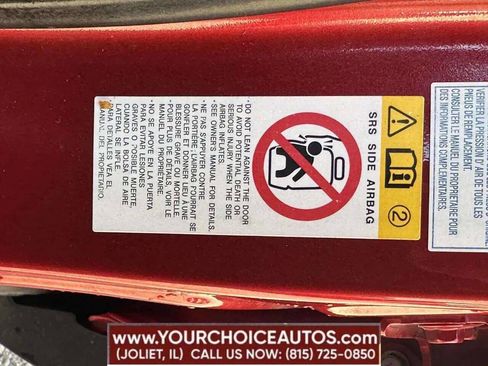 SRS SIDE AIRBAG
②
• DO NOT LEAN AGAINST THE DOOR
TO AVOID POTENTIAL DEATH OR
SERIOUS INJURY WHEN THE SIDE
AIRBAG INFLATES.
• SEE OWNER'S MANUAL FOR DETAILS.
• NE PAS S'APPUYER CONTRE
LA PORTIÈRE L'AIRBAG POURRAIT SE
GONFLER ET DONNER LIEU À UNE
BLESSURE GRAVE OU MORTELLE.
• POUR PLUS DE DÉTAILS, VOIR LE
MANUEL DU PROPRIÉTAIRE.
• NO SE APOYE EN LA PUERTA
PARA EVITAR LESIONES
GRAVES O POSIBLE MUERTE
CUANDO LA BOLSA DE AIRE
LATERAL SE INFLE.
PARA DETALLES VEA EL
MANUAL DEL PROPIETARIO.
VÉRIFIER LA PRESSION D'AIR DE TOUS LES
PNEUS DE REMPLACEMENT.
CONSULTER LE MANUEL DU PROPRIÉTAIRE POUR
DES INFORMATIONS COMPLÉMENTAIRES.
WWW.YOURCHOICEAUTOS.COM
(JOLIET, IL) CALL US NOW: (815) 725-0850